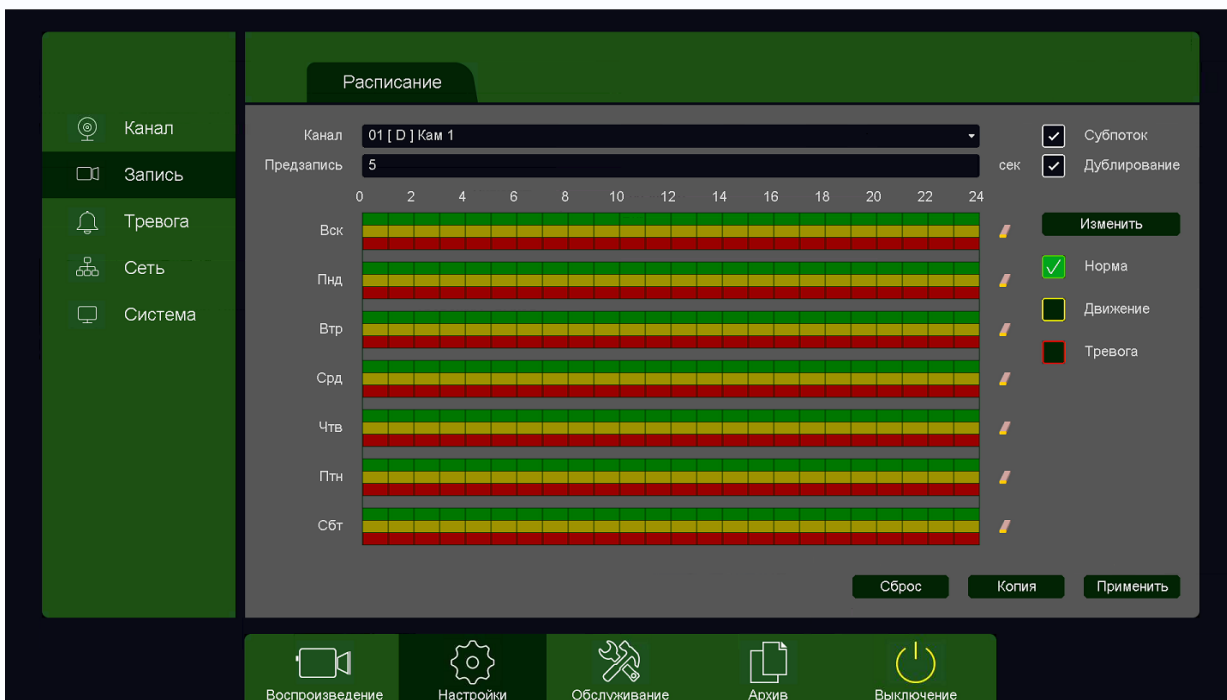 Расписание
Канал
Запись
Тревога
Сеть
Система
Канал 01 [ D ] Кам 1
Предзапись 5 сек
Субпоток
Дублирование
0 2 4 6 8 10 12 14 16 18 20 22 24
Вск
Пнд
Втр
Срд
Чтв
Птн
Сбт
Изменить
Норма
Движение
Тревога
Сброс Копия Применить
Воспроизведение Настройки Обслуживание Архив Выключение